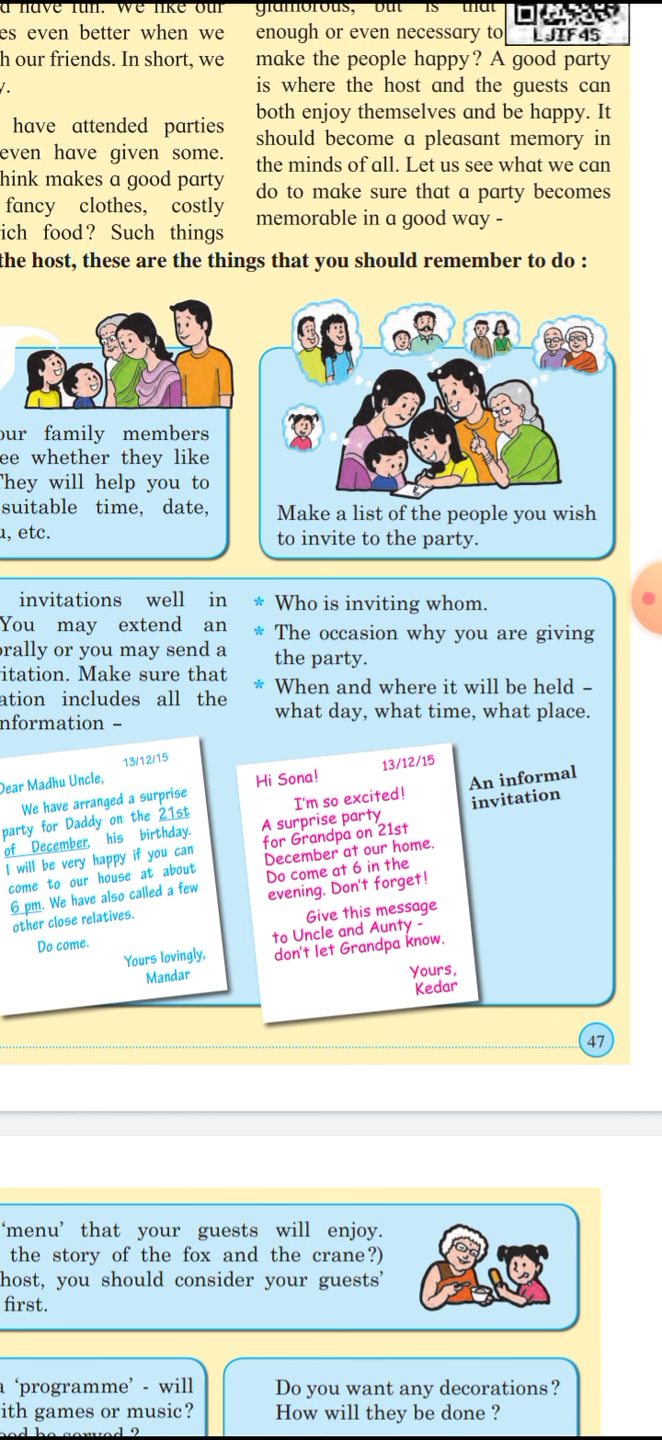 have fun. We like our
es even better when we
h our friends. In short, we
y.
have attended parties
even have given some.
hink makes a good party
fancy clothes, costly
ich food? Such things
glamorous, but is that
enough or even necessary to
make the people happy? A good party
is where the host and the guests can
both enjoy themselves and be happy. It
should become a pleasant memory in
the minds of all. Let us see what we can
do to make sure that a party becomes
memorable in a good way -
LJIF45
the host, these are the things that you should remember to do :
our family members
ee whether they like
They will help you to
suitable time, date,
u, etc.
Make a list of the people you wish
to invite to the party.
invitations well in
You may extend an
orally or you may send a
vitation. Make sure that
ation includes all the
nformation –
* Who is inviting whom.
* The occasion why you are giving
the party.
* When and where it will be held –
what day, what time, what place.
13/12/15
Dear Madhu Uncle,
We have arranged a surprise
party for Daddy on the 21st
of December, his birthday.
I will be very happy if you can
come to our house at about
6 pm. We have also called a few
other close relatives.
Do come.
Yours lovingly,
Mandar
13/12/15
Hi Sona!
I'm so excited!
A surprise party
for Grandpa on 21st
December at our home.
Do come at 6 in the
evening. Don't forget!
Give this message
to Uncle and Aunty -
don't let Grandpa know.
Yours,
Kedar
An informal
invitation
47
'menu' that your guests will enjoy.
the story of the fox and the crane?)
host, you should consider your guests'
first.
a 'programme' - will
ith games or music?
ood be served ?
Do you want any decorations?
How will they be done ?